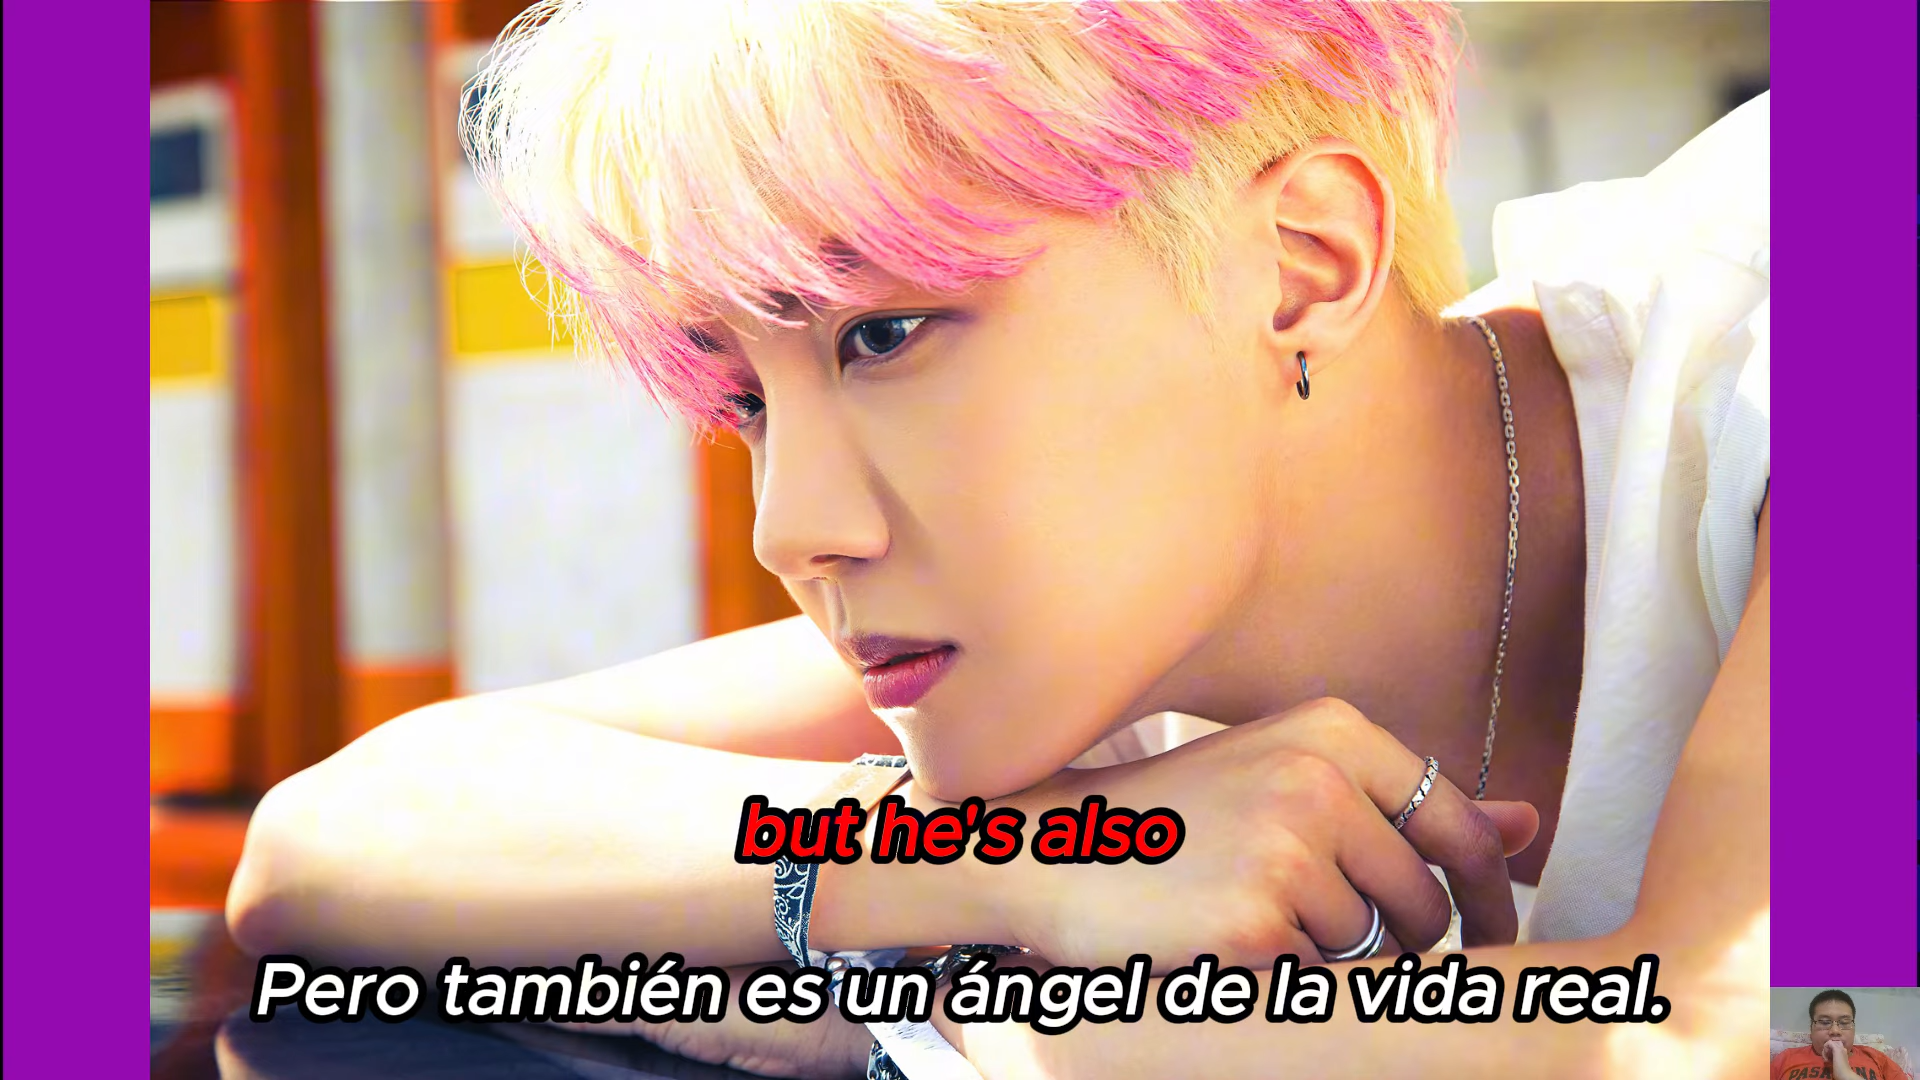 but he's also
Pero también es un ángel de la vida real.